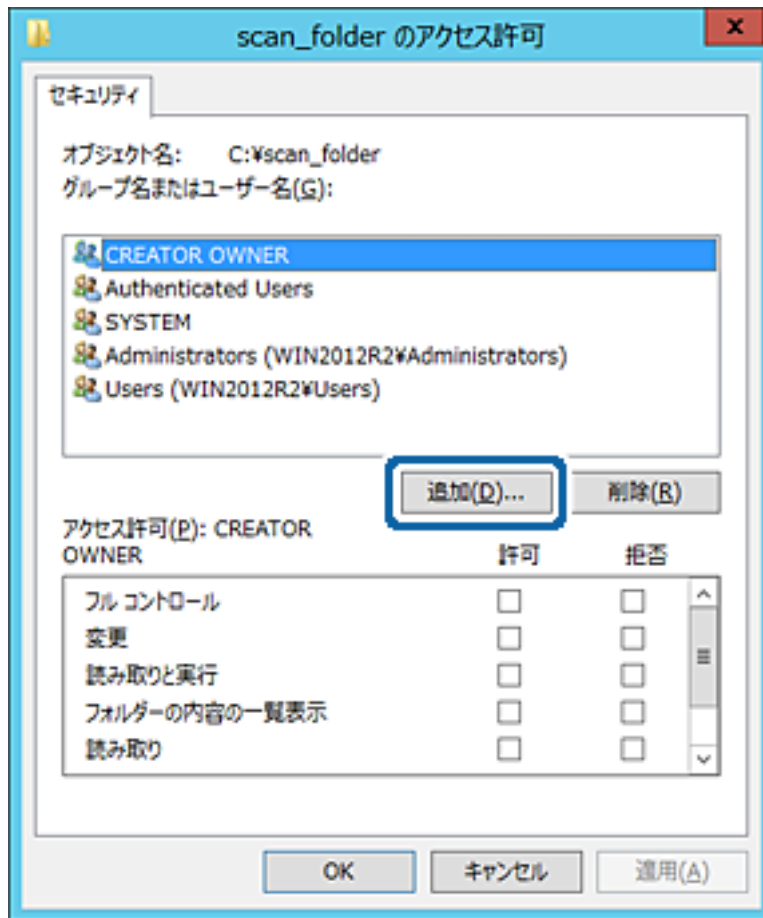 scan_folder のアクセス許可
セキュリティ
オブジェクト名: C:¥scan_folder
グループ名またはユーザー名(G):
CREATOR OWNER
Authenticated Users
SYSTEM
Administrators (WIN2012R2¥Administrators)
Users (WIN2012R2¥Users)
追加(D)... 削除(R)
アクセス許可(P): CREATOR
OWNER 許可 拒否
フル コントロール
変更
読み取りと実行
フォルダーの内容の一覧表示
読み取り
OK キャンセル 適用(A)